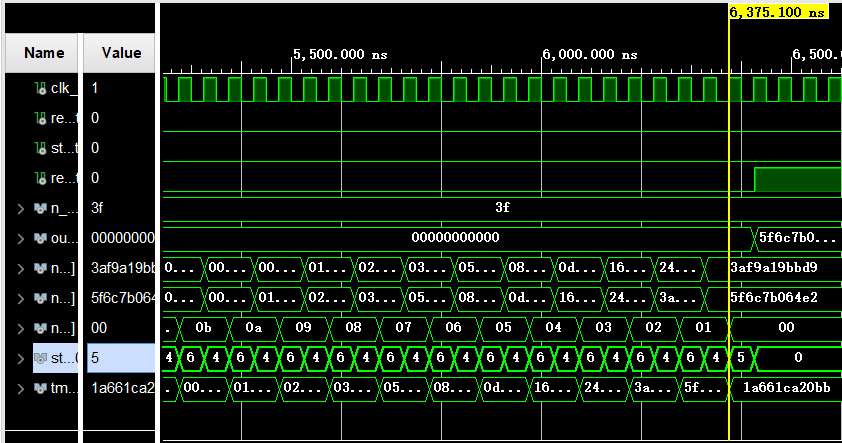 6,375.100 ns
Name Value 5,500.000 ns 6,000.000 ns 6,500.0
clk_ 1
re...t 0
st...t 0
re...t 0
n_... 3f 3f
ou... 00000000 00000000000 5f6c7b0...
n...] 3af9a19bb 0... 00... 00... 01... 02... 03... 05... 08... 0d... 16... 24... 3af9a19bbd9
n...] 5f6c7b064 0... 00... 01... 02... 03... 05... 08... 0d... 16... 24... 3a... 5f6c7b064e2
n...] 00 . 0b 0a 09 08 07 06 05 04 03 02 01 00
st...0 5 4 6 4 6 4 6 4 6 4 6 4 6 4 6 4 6 4 6 4 6 4 6 4 5 0
tm... 1a661ca2 . 00... 01... 02... 03... 05... 08... 0d... 16... 24... 3a... 5f... 1a661ca20bb